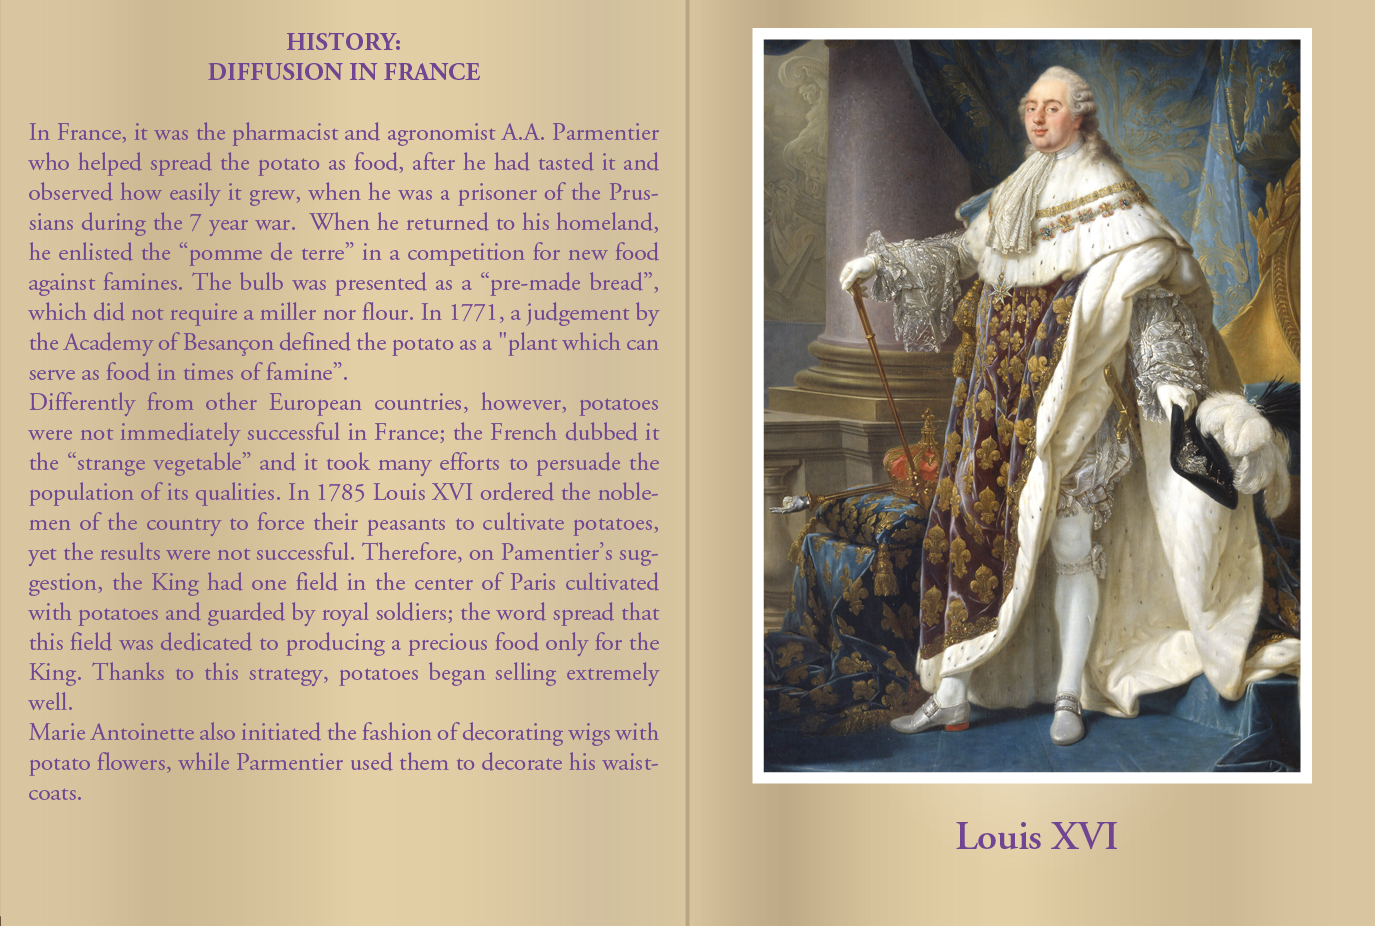 HISTORY:
DIFFUSION IN FRANCE
In France, it was the pharmacist and agronomist A.A. Parmentier
who helped spread the potato as food, after he had tasted it and
observed how easily it grew, when he was a prisoner of the Prus-
sians during the 7 year war.  When he returned to his homeland,
he enlisted the “pomme de terre” in a competition for new food
against famines. The bulb was presented as a “pre-made bread”,
which did not require a miller nor flour. In 1771, a judgement by
the Academy of Besançon defined the potato as a "plant which can
serve as food in times of famine”.
Differently from other European countries, however, potatoes
were not immediately successful in France; the French dubbed it
the “strange vegetable” and it took many efforts to persuade the
population of its qualities. In 1785 Louis XVI ordered the noble-
men of the country to force their peasants to cultivate potatoes,
yet the results were not successful. Therefore, on Pamentier’s sug-
gestion, the King had one field in the center of Paris cultivated
with potatoes and guarded by royal soldiers; the word spread that
this field was dedicated to producing a precious food only for the
King. Thanks to this strategy, potatoes began selling extremely
well.
Marie Antoinette also initiated the fashion of decorating wigs with
potato flowers, while Parmentier used them to decorate his waist-
coats.
Louis XVI